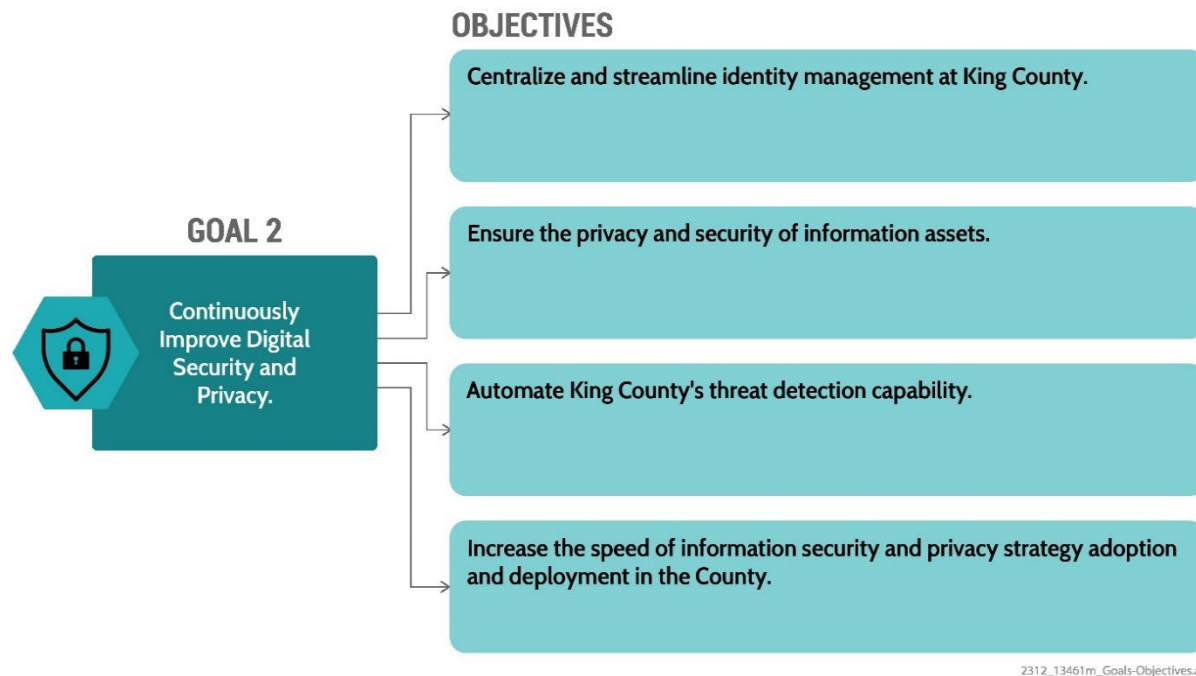 OBJECTIVES
Centralize and streamline identity management at King County.
GOAL 2
Continuously
Improve Digital
Security and
Privacy.
Ensure the privacy and security of information assets.
Automate King County's threat detection capability.
Increase the speed of information security and privacy strategy adoption
and deployment in the County.
2312_13461m_Goals-Objectives.a